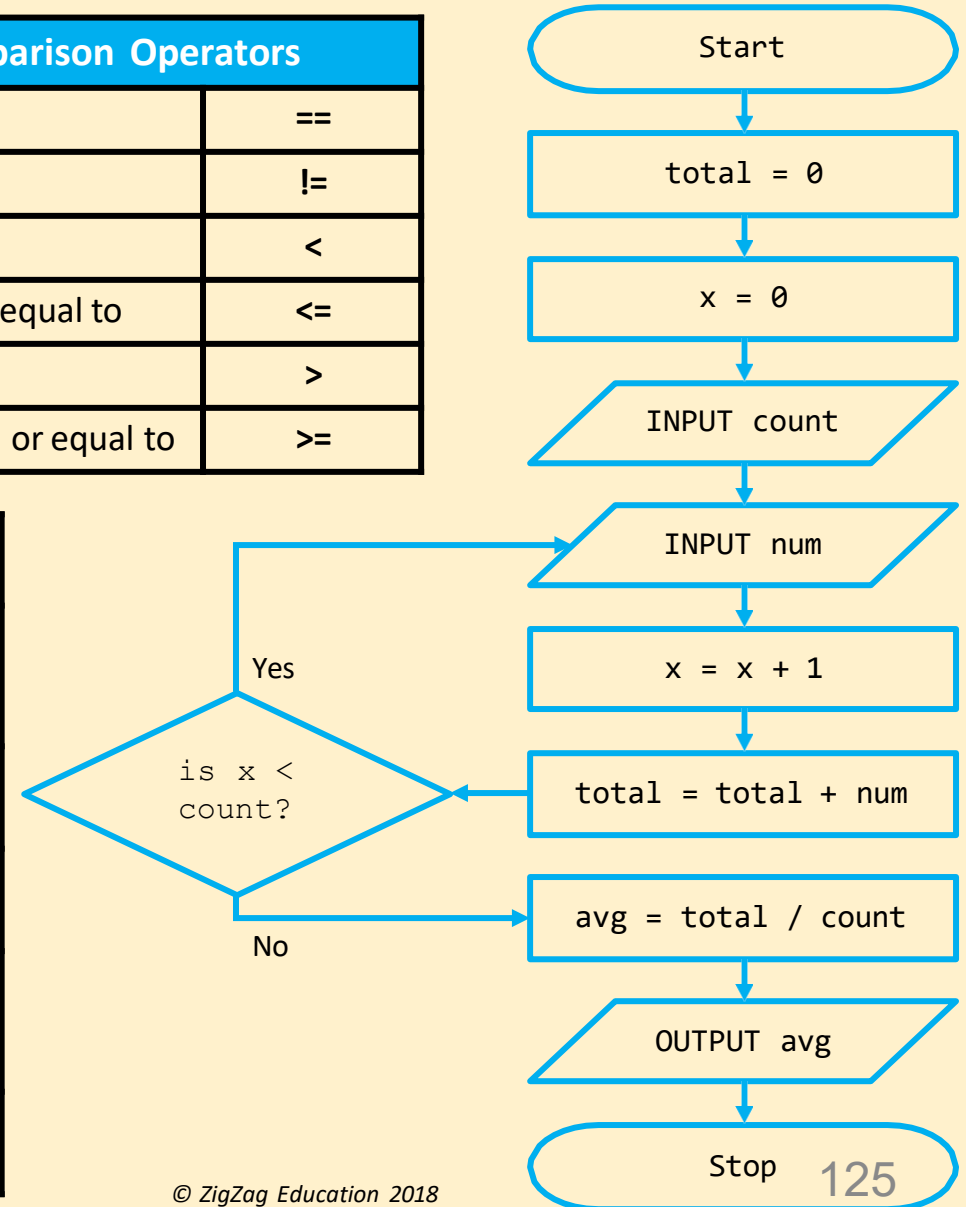 parison Operators
==
!=
<
equal to <=
>
or equal to >=
Start
total = 0
x = 0
INPUT count
INPUT num
x = x + 1
total = total + num
Yes
is x <
count?
No
avg = total / count
OUTPUT avg
Stop
125
© ZigZag Education 2018